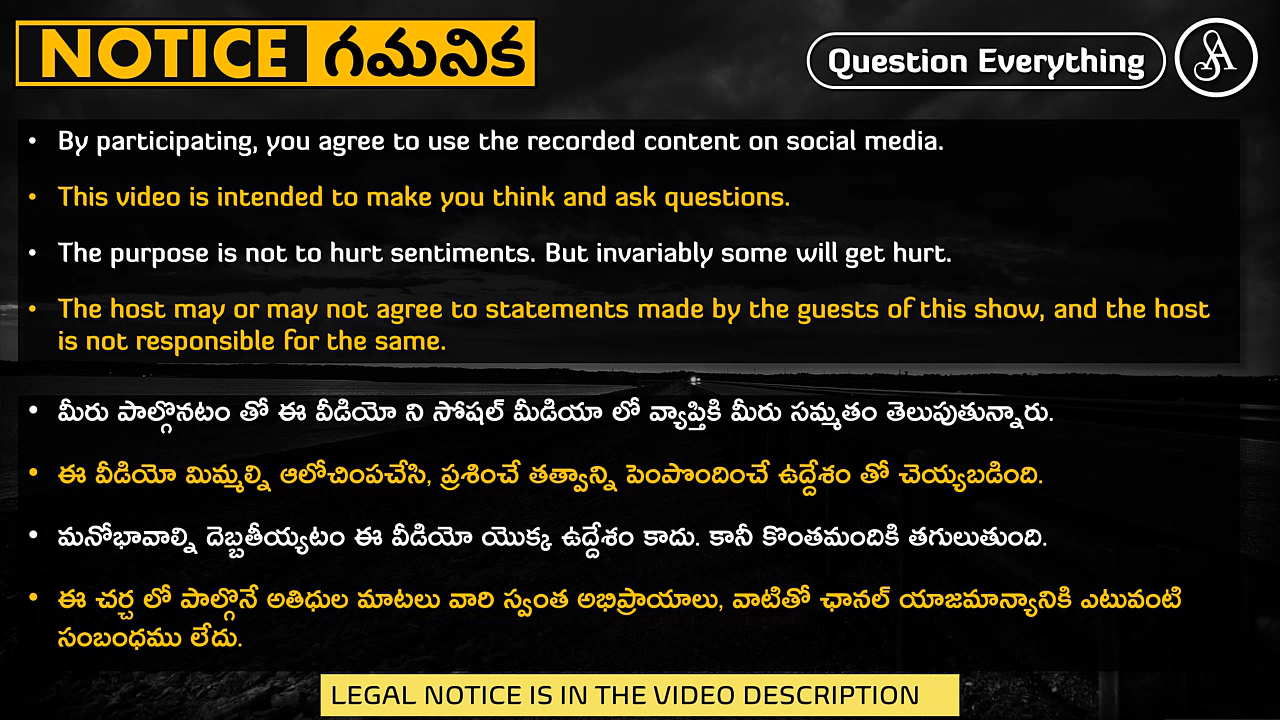 NOTICE గమనిక
Question Everything
• By participating, you agree to use the recorded content on social media.
• This video is intended to make you think and ask questions.
• The purpose is not to hurt sentiments. But invariably some will get hurt.
• The host may or may not agree to statements made by the guests of this show, and the host
is not responsible for the same.
• మీరు పాల్గొనటం తో ఈ వీడియో ని సోషల్ మీడియా లో వ్యాప్తికి మీరు సమ్మతం తెలుపుతున్నారు.
• ఈ వీడియో మిమ్మల్ని ఆలోచింపచేసి, ప్రశించే తత్వాన్ని పెంపొందించే ఉద్దేశం తో చెయ్యబడింది.
• మనోభావాల్ని దెబ్బతీయ్యటం ఈ వీడియో యొక్క ఉద్దేశం కాదు. కానీ కొంతమందికి తగులుతుంది.
• ఈ చర్చ లో పాల్గొనే అతిధుల మాటలు వారి స్వంత అభిప్రాయాలు, వాటితో ఛానల్ యాజమాన్యానికి ఎటువంటి
సంబంధము లేదు.
LEGAL NOTICE IS IN THE VIDEO DESCRIPTION